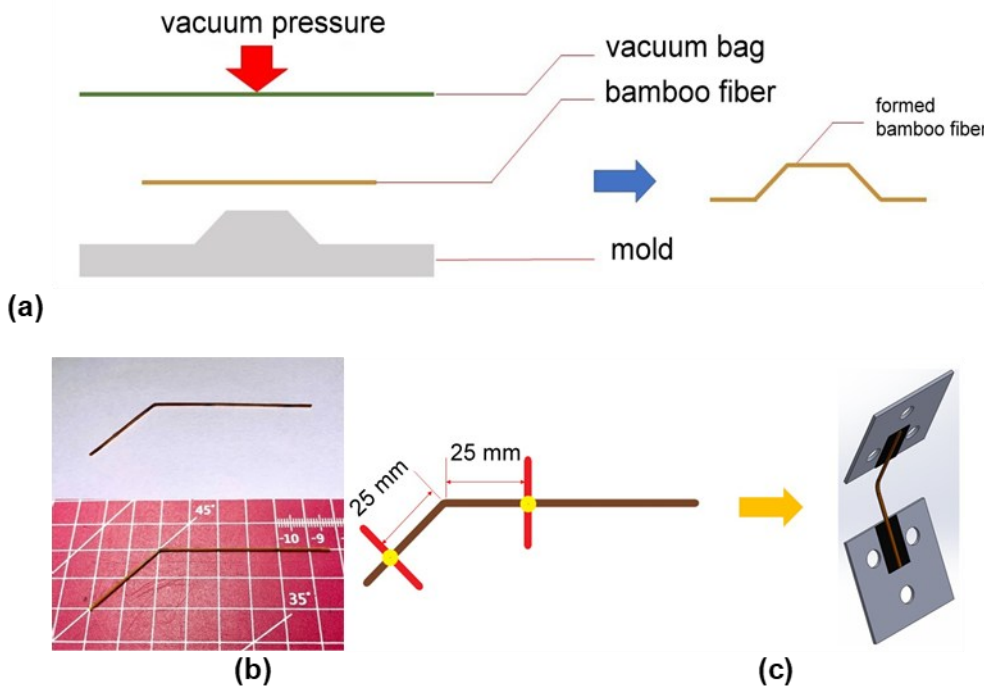 vacuum pressure
vacuum bag
bamboo fiber
formed
bamboo fiber
mold
(a)
45°
-10 -9
35°
25 mm
25 mm
(b)
(c)